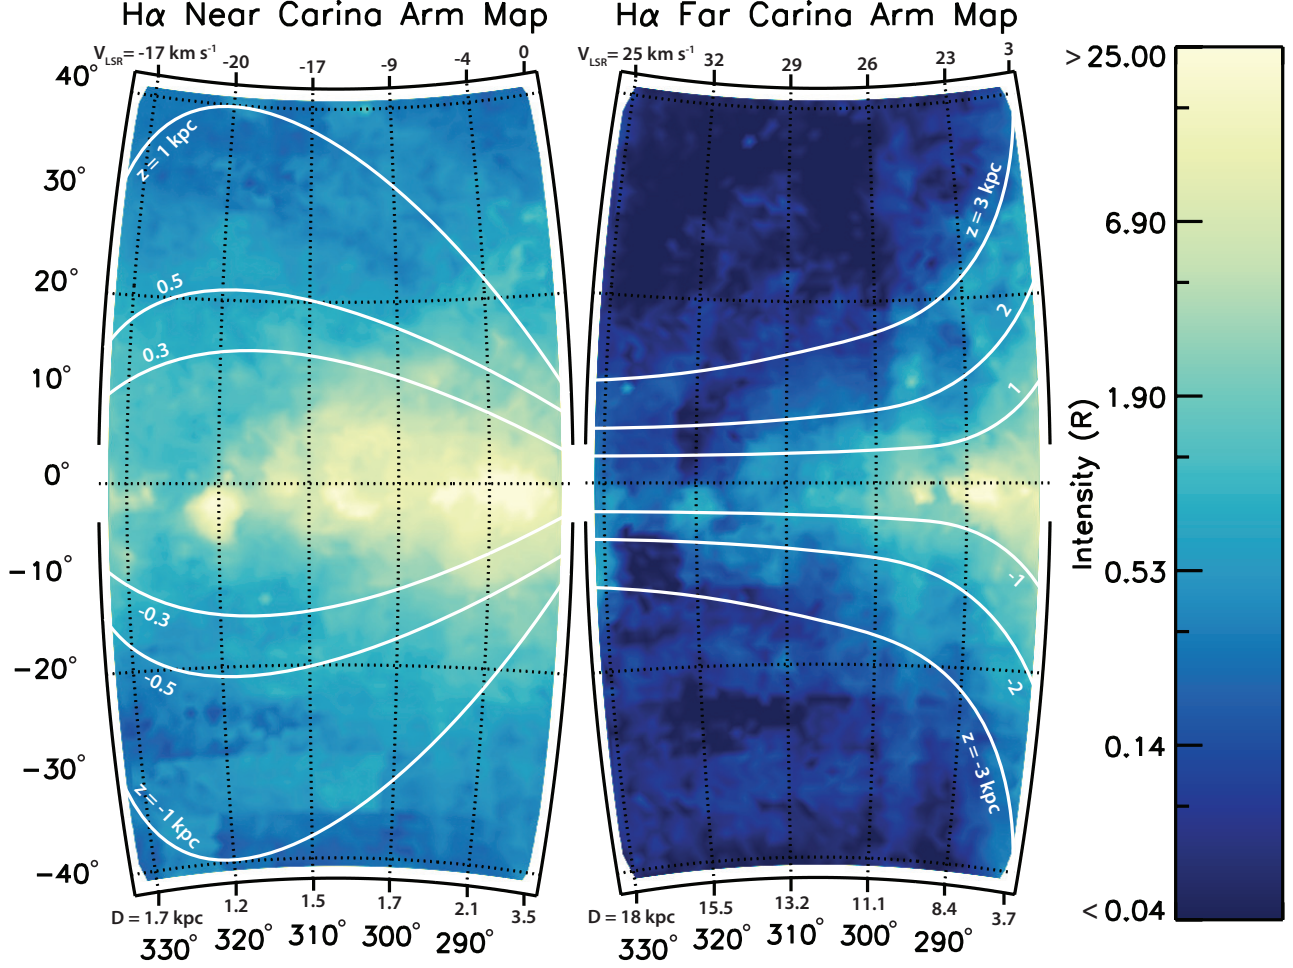 Hα Near Carina Arm Map
Hα Far Carina Arm Map
V_LSR = -17 km s⁻¹ -20 -17 -9 -4 0
V_LSR = 25 km s⁻¹ 32 29 26 23 3
40°
30°
20°
10°
0°
−10°
−20°
−30°
−40°
z = 1 kpc
0.5
0.3
-0.3
-0.5
z = -1 kpc
z = 3 kpc
2
1
-1
-2
z = -3 kpc
D = 1.7 kpc 1.2 1.5 1.7 2.1 3.5
330° 320° 310° 300° 290°
D = 18 kpc 15.5 13.2 11.1 8.4 3.7
330° 320° 310° 300° 290°
Intensity (R)
> 25.00
6.90
1.90
0.53
0.14
< 0.04